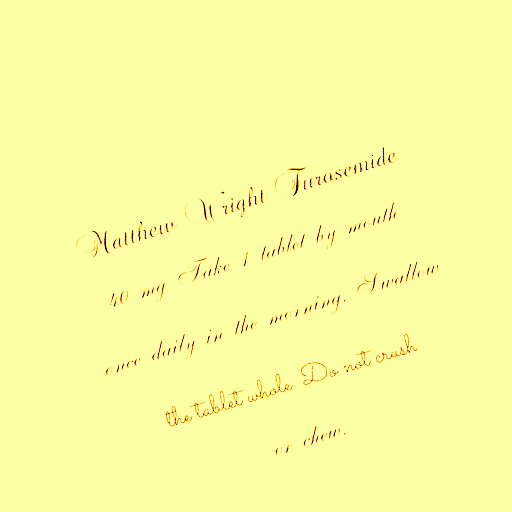 Matthew Wright Furosemide
40 mg Take 1 tablet by mouth
once daily in the morning. Swallow
the tablet whole. Do not crush
or chew.